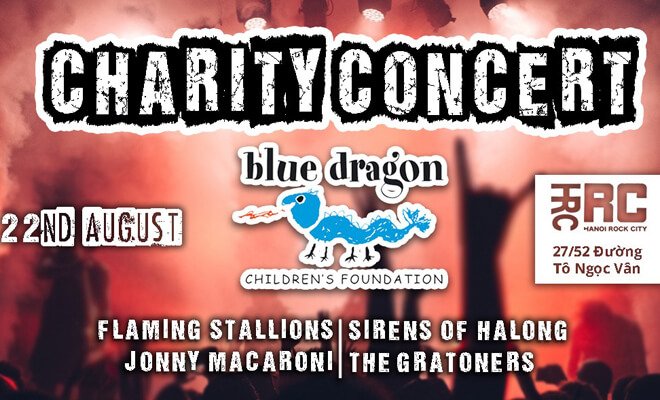 CHARITY CONCERT
blue dragon
CHILDREN'S FOUNDATION
22ND AUGUST
HRC
RC
HANOI ROCK CITY
27/52 Đường
Tô Ngọc Vân
FLAMING STALLIONS | SIRENS OF HALONG
JONNY MACARONI | THE GRATONERS